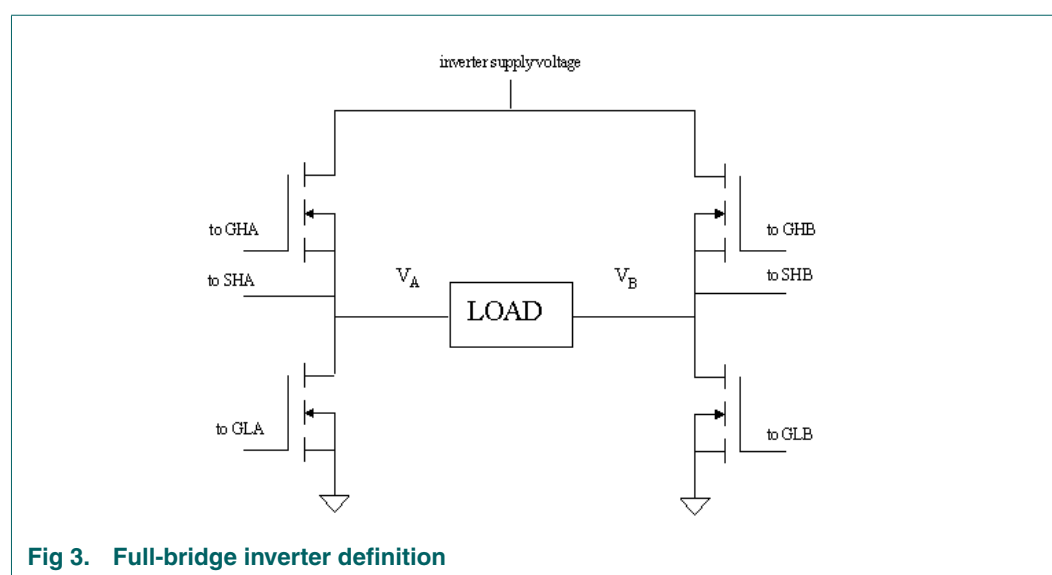 inverter supply voltage
to GHA
to GHB
to SHA
V_A
V_B
to SHB
LOAD
to GLA
to GLB
Fig 3. Full-bridge inverter definition